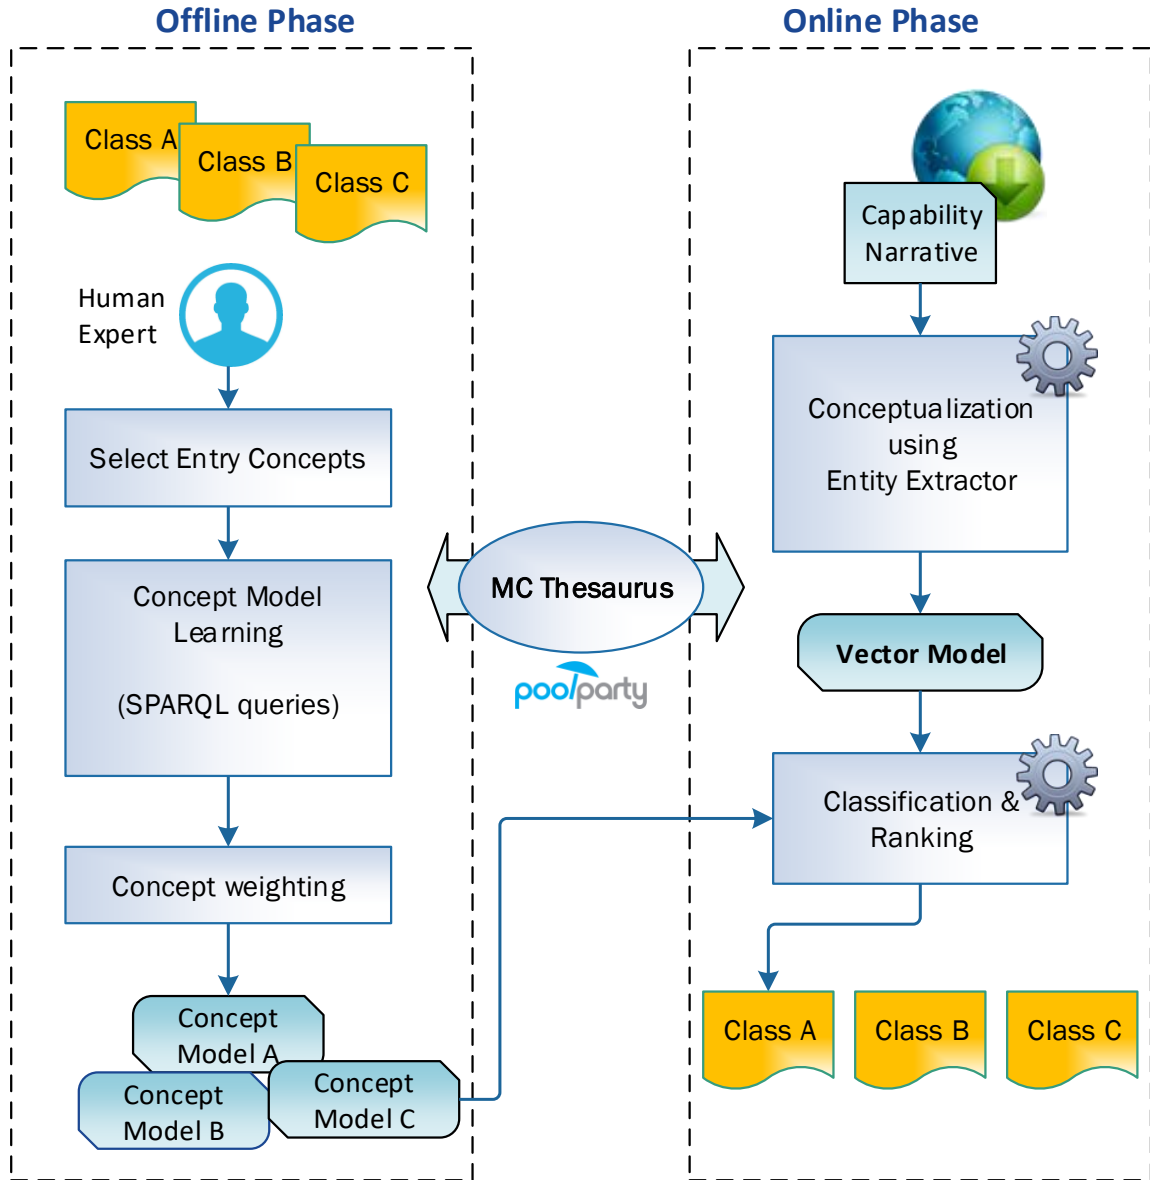 Offline Phase
Class A
Class B
Class C
Human
Expert
Select Entry Concepts
Concept Model
Learning
(SPARQL queries)
Concept weighting
Concept
Model A
Concept
Model B
Concept
Model C
MC Thesaurus
poolparty
Online Phase
Capability
Narrative
Conceptualization
using
Entity Extractor
Vector Model
Classification &
Ranking
Class A
Class B
Class C